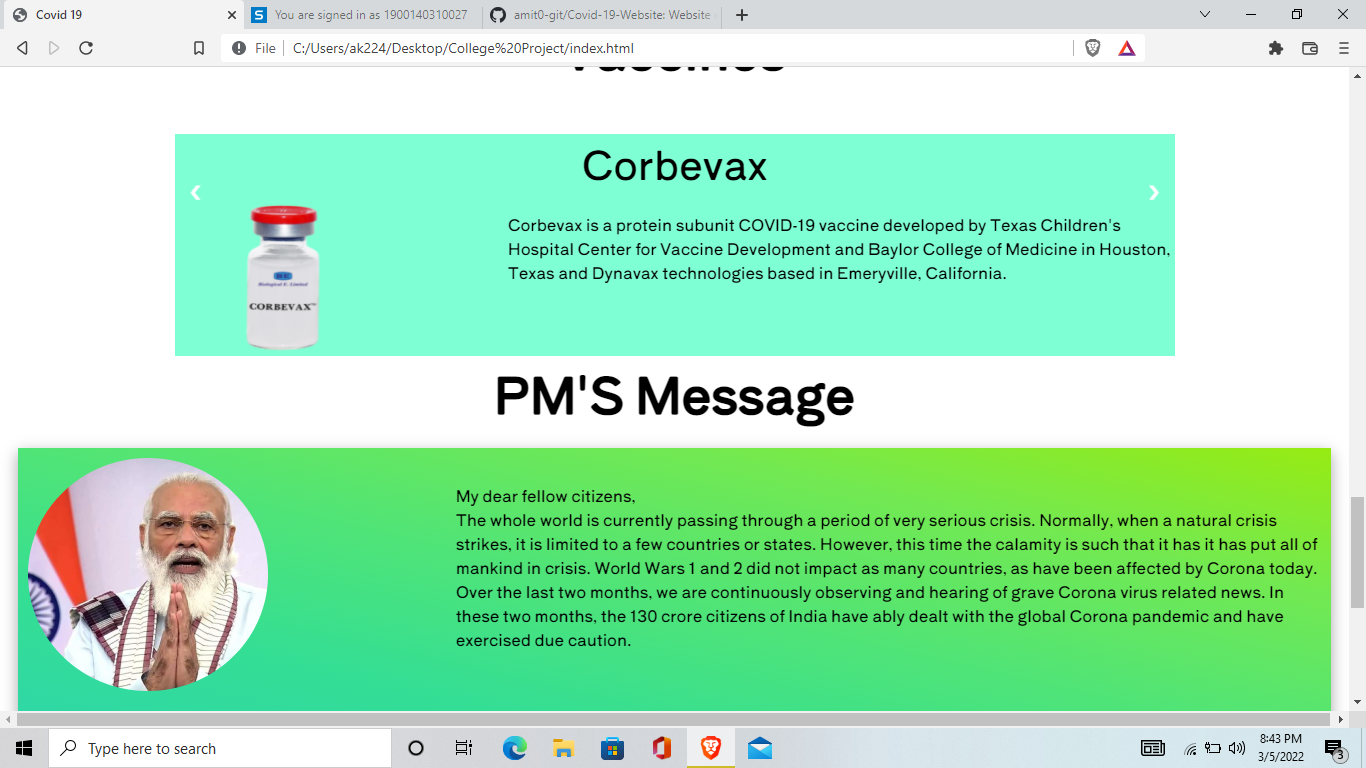 Covid 19
You are signed in as 1900140310027
amit0-git/Covid-19-Website: Website
File
C:/Users/ak224/Desktop/College%20Project/index.html
Vaccines
Corbevax
Corbevax is a protein subunit COVID-19 vaccine developed by Texas Children's
Hospital Center for Vaccine Development and Baylor College of Medicine in Houston,
Texas and Dynavax technologies based in Emeryville, California.
Biological E. Limited
CORBEVAX™
PM'S Message
My dear fellow citizens,
The whole world is currently passing through a period of very serious crisis. Normally, when a natural crisis
strikes, it is limited to a few countries or states. However, this time the calamity is such that it has it has put all of
mankind in crisis. World Wars 1 and 2 did not impact as many countries, as have been affected by Corona today.
Over the last two months, we are continuously observing and hearing of grave Corona virus related news. In
these two months, the 130 crore citizens of India have ably dealt with the global Corona pandemic and have
exercised due caution.
Type here to search
8:43 PM
3/5/2022
3